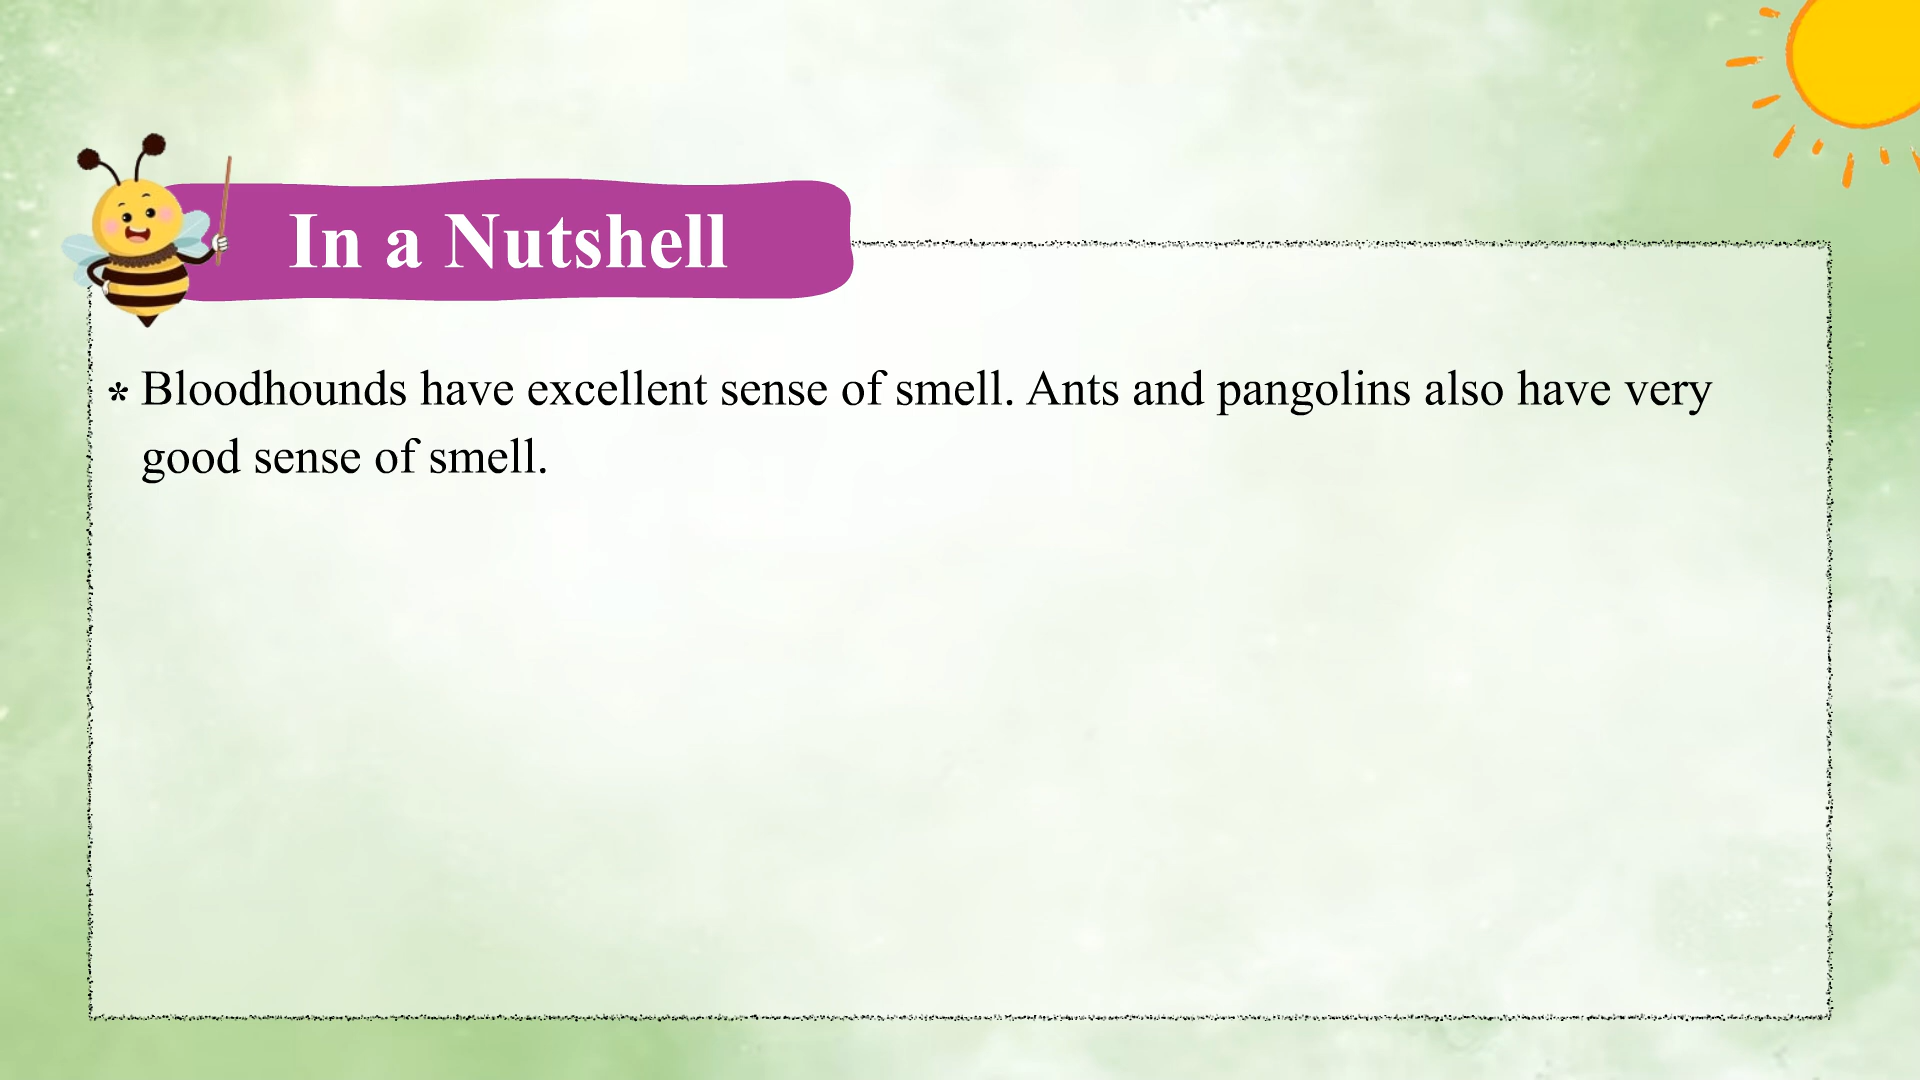 In a Nutshell
* Bloodhounds have excellent sense of smell. Ants and pangolins also have very
good sense of smell.